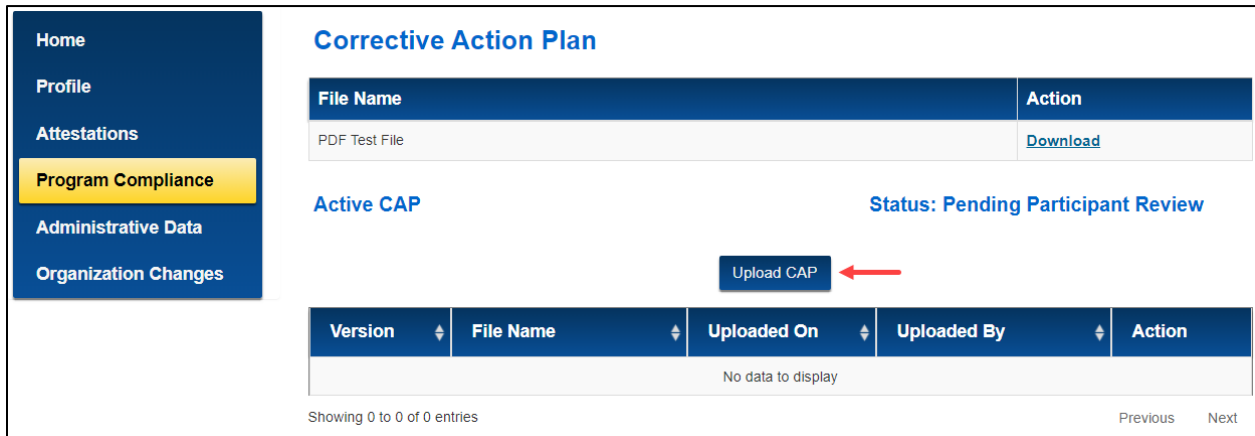 Home
Profile
Attestations
Program Compliance
Administrative Data
Organization Changes
Corrective Action Plan
File Name Action
PDF Test File Download
Active CAP Status: Pending Participant Review
Upload CAP
Version File Name Uploaded On Uploaded By Action
No data to display
Showing 0 to 0 of 0 entries Previous Next